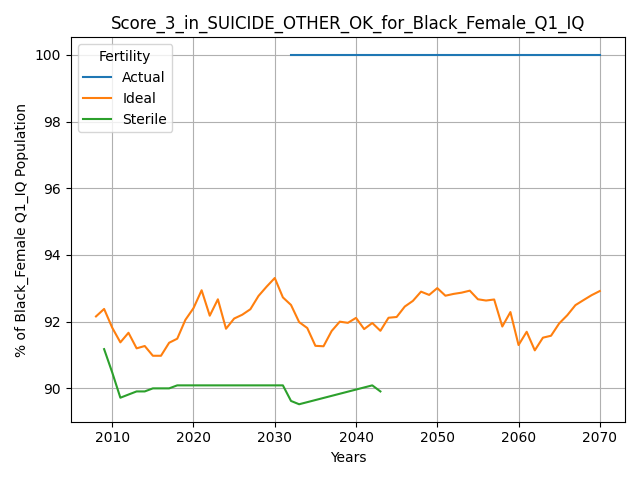 Score_3_in_SUICIDE_OTHER_OK_for_Black_Female_Q1_IQ
Fertility
Actual
Ideal
Sterile
% of Black_Female Q1_IQ Population
100
98
96
94
92
90
2010 2020 2030 2040 2050 2060 2070
Years